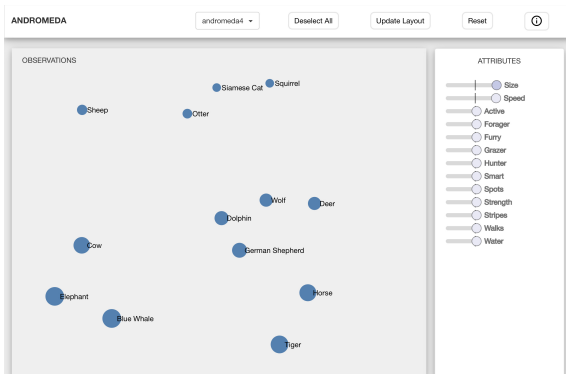 ANDROMEDA
andromeda4
Deselect All
Update Layout
Reset
OBSERVATIONS
Siamese Cat
Squirrel
Sheep
Otter
Wolf
Deer
Dolphin
Cow
German Shepherd
Elephant
Horse
Blue Whale
Tiger
ATTRIBUTES
Size
Speed
Active
Forager
Furry
Grazer
Hunter
Smart
Spots
Strength
Stripes
Walks
Water